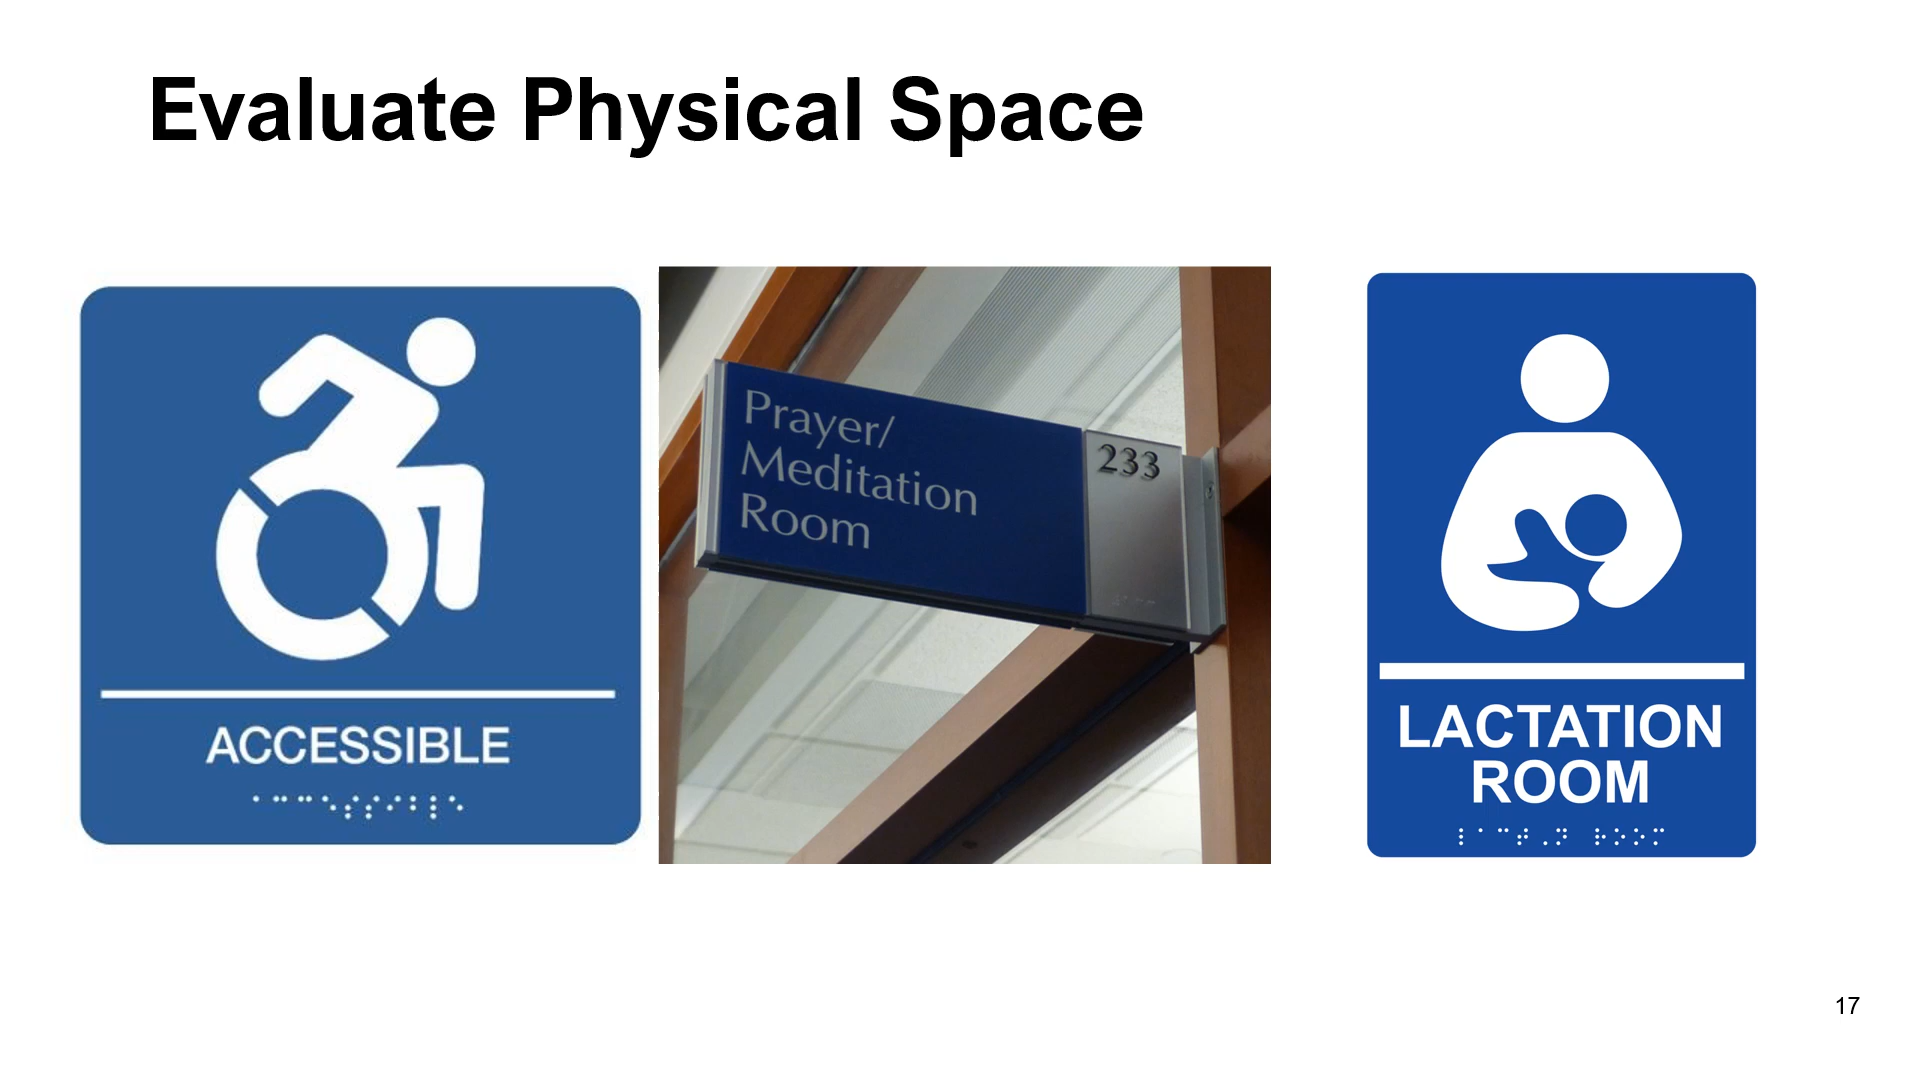 Evaluate Physical Space
ACCESSIBLE
⠁⠉⠉⠑⠎⠎⠊⠃⠇⠑
Prayer/
Meditation
Room
233
LACTATION
ROOM
17